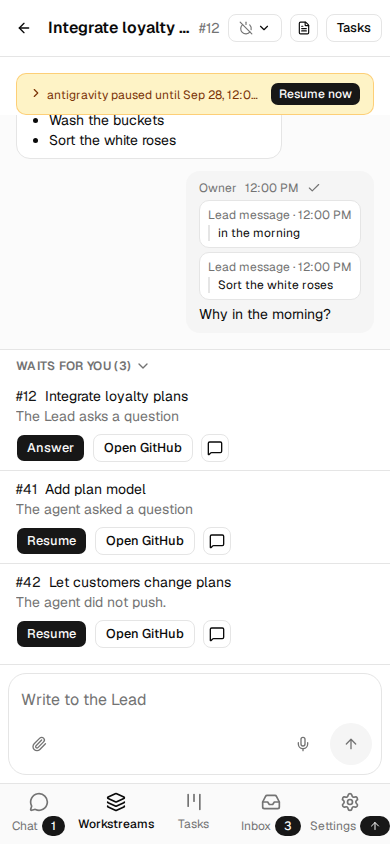 Integrate loyalty ... #12 Tasks
antigravity paused until Sep 28, 12:0... Resume now
• Wash the buckets
• Sort the white roses
Owner 12:00 PM
Lead message · 12:00 PM
in the morning
Lead message · 12:00 PM
Sort the white roses
Why in the morning?
WAITS FOR YOU (3)
#12 Integrate loyalty plans
The Lead asks a question
Answer Open GitHub
#41 Add plan model
The agent asked a question
Resume Open GitHub
#42 Let customers change plans
The agent did not push.
Resume Open GitHub
Write to the Lead
Chat 1 Workstreams Tasks Inbox 3 Settings